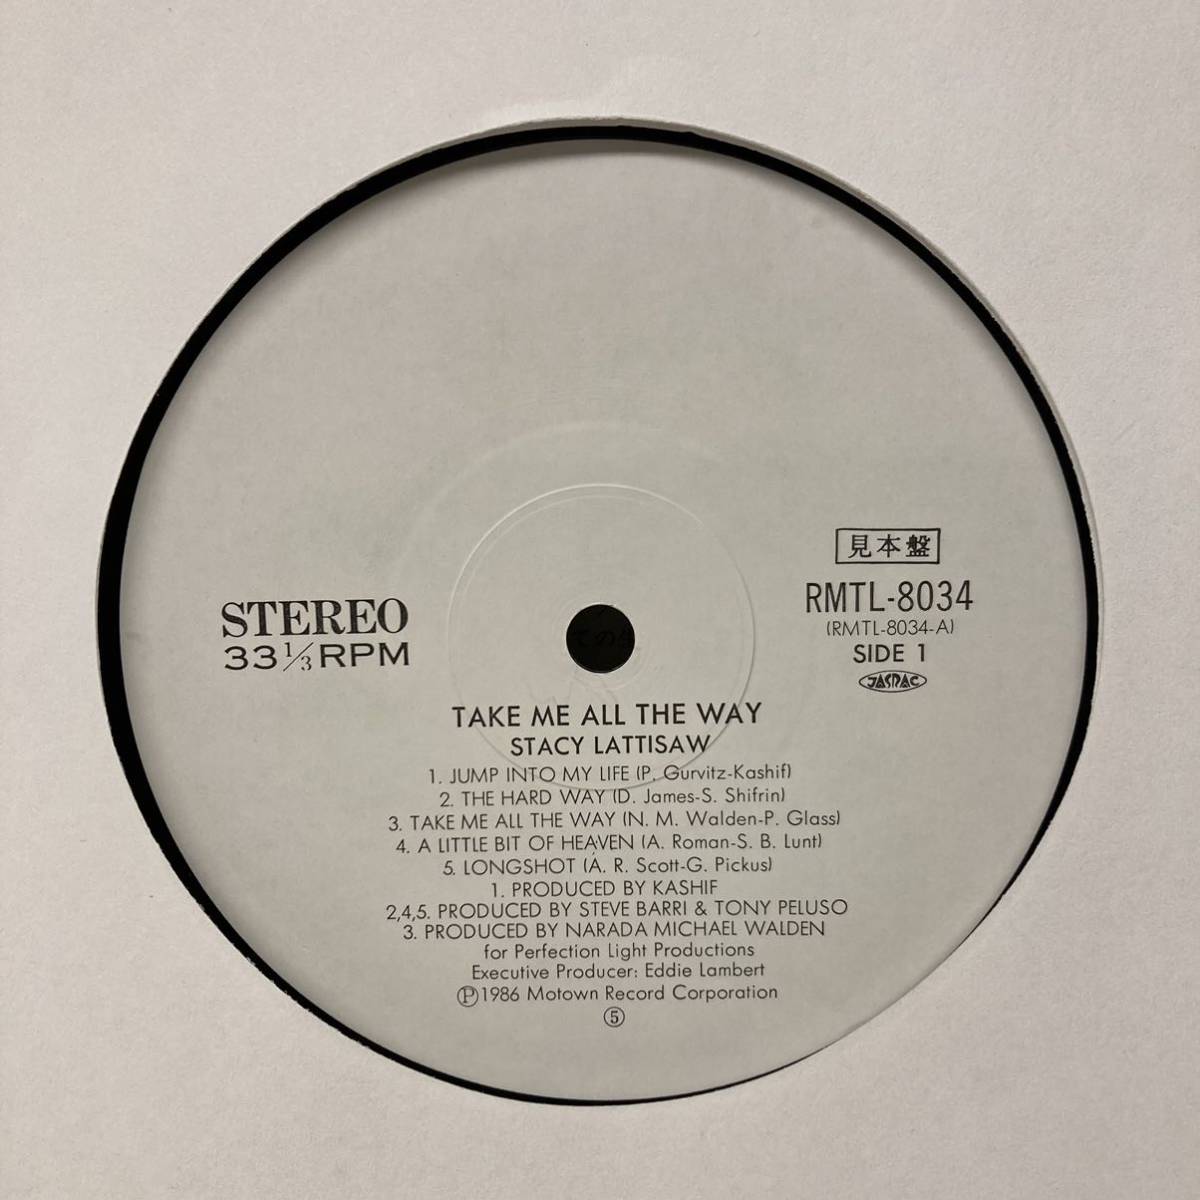 見本盤
RMTL-8034
(RMTL-8034-A)
SIDE 1
JASRAC
STEREO
33 1/3 RPM
TAKE ME ALL THE WAY
STACY LATTISAW
1. JUMP INTO MY LIFE (P. Gurvitz-Kashif)
2. THE HARD WAY (D. James-S. Shifrin)
3. TAKE ME ALL THE WAY (N. M. Walden-P. Glass)
4. A LITTLE BIT OF HEAVEN (A. Roman-S. B. Lunt)
5. LONGSHOT (A. R. Scott-G. Pickus)
1. PRODUCED BY KASHIF
2,4,5. PRODUCED BY STEVE BARRI & TONY PELUSO
3. PRODUCED BY NARADA MICHAEL WALDEN
for Perfection Light Productions
Executive Producer: Eddie Lambert
Ⓟ1986 Motown Record Corporation
⑤